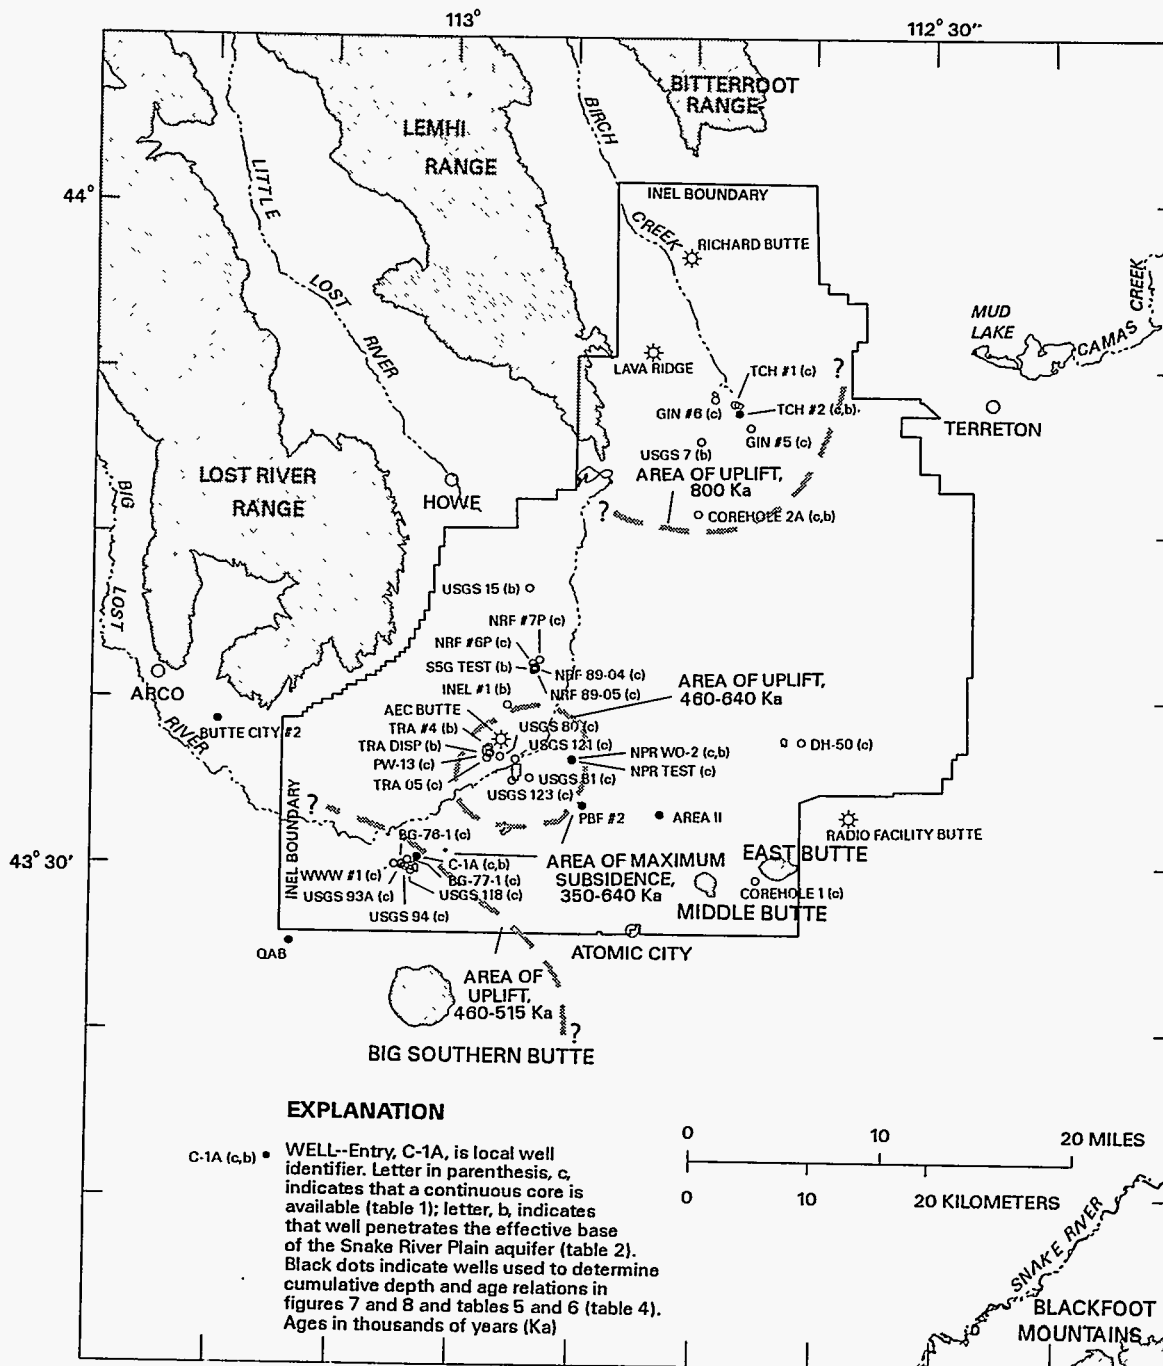 113°
112°30"
BITTERROOT
RANGE
BIRCH
LEMHI
RANGE
LITTLE
44°
INEL BOUNDARY
CREEK
RICHARD BUTTE
LOST
MUD
LAKE
CAMAS CREEK
RIVER
LAVA RIDGE
TCH #1 (c)
?
GIN #6 (c)
TCH #2 (c,b)
GIN #5 (c)
TERRETON
USGS 7 (b)
LOST RIVER
RANGE
BIG
HOWE
AREA OF UPLIFT,
800 Ka
?
COREHOLE 2A (c,b)
LOST
USGS 15 (b)
NRF #7P (c)
NRF #6P (c)
S5G TEST (b)
NRF 89-04 (c)
NRF 89-05 (c)
AREA OF UPLIFT,
460-640 Ka
ARCO
INEL #1 (b)
AEC BUTTE
RIVER
BUTTE CITY #2
TRA #4 (b)
USGS 80 (c)
TRA DISP (b)
USGS 121 (c)
NPR WO-2 (c,b)
DH-50 (c)
PW-13 (c)
NPR TEST (c)
TRA 05 (c)
USGS 81 (c)
USGS 123 (c)
INEL BOUNDARY
?
PBF #2
AREA II
RADIO FACILITY BUTTE
BG-76-1 (c)
43°30'
C-1A (c,b)
AREA OF MAXIMUM
SUBSIDENCE,
350-640 Ka
EAST BUTTE
WWW #1 (c)
BG-77-1 (c)
USGS 93A (c)
USGS 118 (c)
COREHOLE 1 (c)
USGS 94 (c)
MIDDLE BUTTE
QAB
ATOMIC CITY
AREA OF
UPLIFT,
460-515 Ka
?
BIG SOUTHERN BUTTE
EXPLANATION
C-1A (c,b)
WELL--Entry, C-1A, is local well
identifier. Letter in parenthesis, c,
indicates that a continuous core is
available (table 1); letter, b, indicates
that well penetrates the effective base
of the Snake River Plain aquifer (table 2).
Black dots indicate wells used to determine
cumulative depth and age relations in
figures 7 and 8 and tables 5 and 6 (table 4).
Ages in thousands of years (Ka)
0 10 20 MILES
0 10 20 KILOMETERS
SNAKE RIVER
BLACKFOOT
MOUNTAINS